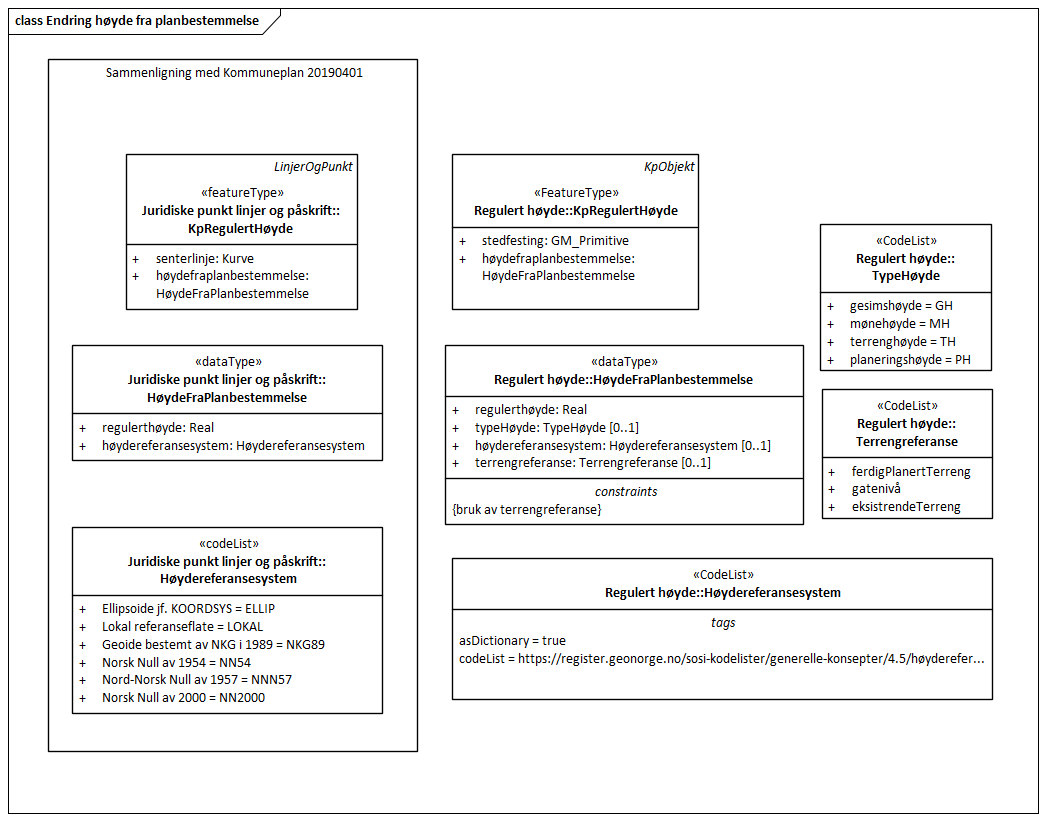 class Endring høyde fra planbestemmelse
Sammenligning med Kommuneplan 20190401
LinjerOgPunkt
«featureType»
Juridiske punkt linjer og påskrift::
KpRegulertHøyde
+ senterlinje: Kurve
+ høydefraplanbestemmelse:
HøydeFraPlanbestemmelse
«dataType»
Juridiske punkt linjer og påskrift::
HøydeFraPlanbestemmelse
+ regulerthøyde: Real
+ høydereferansesystem: Høydereferansesystem
«codeList»
Juridiske punkt linjer og påskrift::
Høydereferansesystem
+ Ellipsoide jf. KOORDSYS = ELLIP
+ Lokal referanseflate = LOKAL
+ Geoide bestemt av NKG i 1989 = NKG89
+ Norsk Null av 1954 = NN54
+ Nord-Norsk Null av 1957 = NNN57
+ Norsk Null av 2000 = NN2000
KpObjekt
«FeatureType»
Regulert høyde::KpRegulertHøyde
+ stedfesting: GM_Primitive
+ høydefraplanbestemmelse:
HøydeFraPlanbestemmelse
«dataType»
Regulert høyde::HøydeFraPlanbestemmelse
+ regulerthøyde: Real
+ typeHøyde: TypeHøyde [0..1]
+ høydereferansesystem: Høydereferansesystem [0..1]
+ terrengreferanse: Terrengreferanse [0..1]
constraints
{bruk av terrengreferanse}
«CodeList»
Regulert høyde::Høydereferansesystem
tags
asDictionary = true
codeList = https://register.geonorge.no/sosi-kodelister/generelle-konsepter/4.5/høyderefer...
«CodeList»
Regulert høyde::
TypeHøyde
+ gesimshøyde = GH
+ mønehøyde = MH
+ terrenghøyde = TH
+ planeringshøyde = PH
«CodeList»
Regulert høyde::
Terrengreferanse
+ ferdigPlanertTerreng
+ gatenivå
+ eksistrendeTerreng